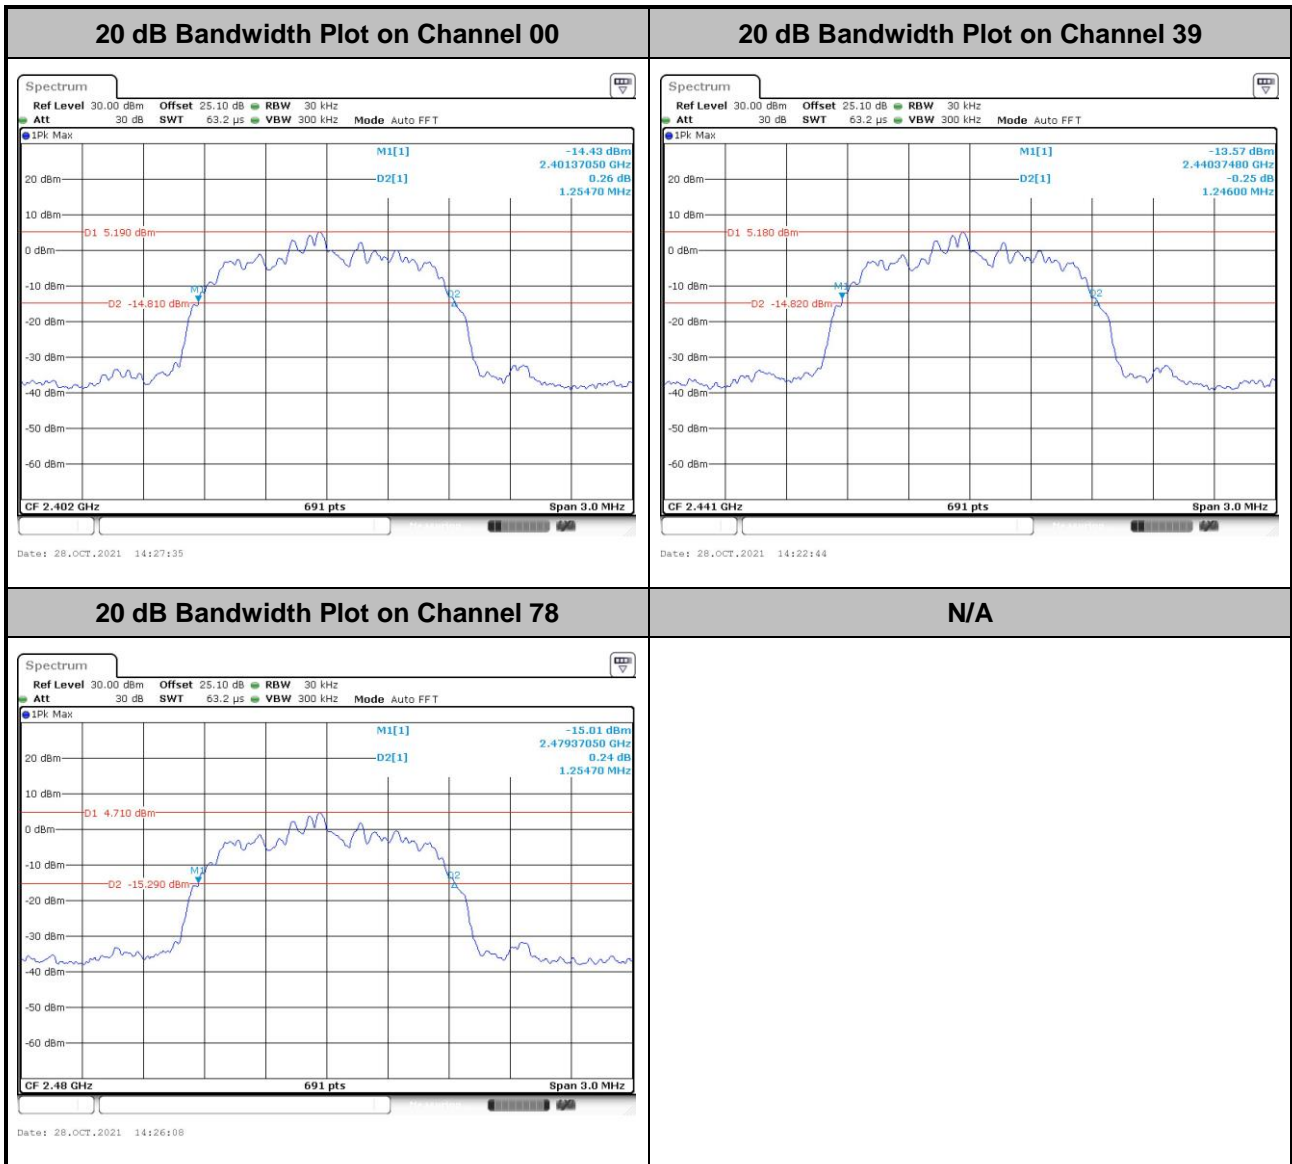 20 dB Bandwidth Plot on Channel 00
20 dB Bandwidth Plot on Channel 39
Spectrum
Ref Level 30.00 dBm Offset 25.10 dB RBW 30 kHz
Att 30 dB SWT 63.2 µs VBW 300 kHz Mode Auto FFT
1Pk Max
M1[1] -14.43 dBm
2.40137050 GHz
20 dBm D2[1] 0.26 dB
1.25470 MHz
10 dBm
D1 5.190 dBm
0 dBm
-10 dBm
M1
D2
D2 -14.810 dBm
-20 dBm
-30 dBm
-40 dBm
-50 dBm
-60 dBm
CF 2.402 GHz 691 pts Span 3.0 MHz
Date: 28.OCT.2021 14:27:35
Spectrum
Ref Level 30.00 dBm Offset 25.10 dB RBW 30 kHz
Att 30 dB SWT 63.2 µs VBW 300 kHz Mode Auto FFT
1Pk Max
M1[1] -13.57 dBm
2.44037480 GHz
20 dBm D2[1] -0.25 dB
1.24600 MHz
10 dBm
D1 5.180 dBm
0 dBm
-10 dBm
M1
D2
D2 -14.820 dBm
-20 dBm
-30 dBm
-40 dBm
-50 dBm
-60 dBm
CF 2.441 GHz 691 pts Span 3.0 MHz
Date: 28.OCT.2021 14:22:44
20 dB Bandwidth Plot on Channel 78
N/A
Spectrum
Ref Level 30.00 dBm Offset 25.10 dB RBW 30 kHz
Att 30 dB SWT 63.2 µs VBW 300 kHz Mode Auto FFT
1Pk Max
M1[1] -15.01 dBm
2.47937050 GHz
20 dBm D2[1] 0.24 dB
1.25470 MHz
10 dBm
D1 4.710 dBm
0 dBm
-10 dBm
M1
D2
D2 -15.290 dBm
-20 dBm
-30 dBm
-40 dBm
-50 dBm
-60 dBm
CF 2.48 GHz 691 pts Span 3.0 MHz
Date: 28.OCT.2021 14:26:08